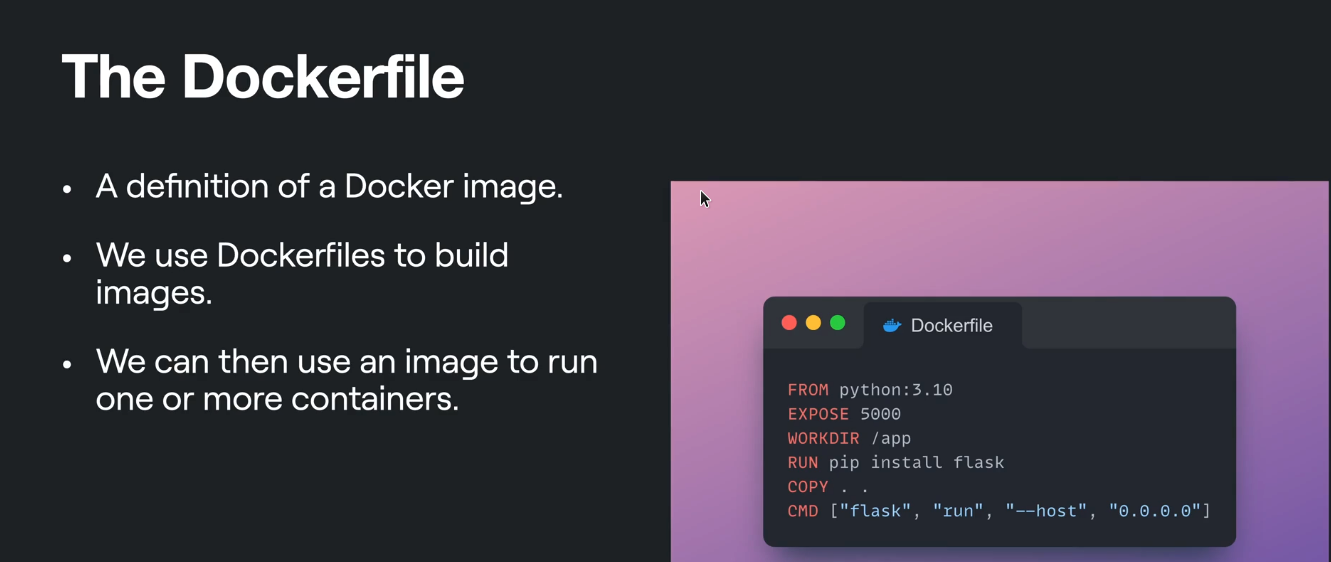 The Dockerfile
• A definition of a Docker image.
• We use Dockerfiles to build
images.
• We can then use an image to run
one or more containers.
Dockerfile
FROM python:3.10
EXPOSE 5000
WORKDIR /app
RUN pip install flask
COPY . .
CMD ["flask", "run", "--host", "0.0.0.0"]